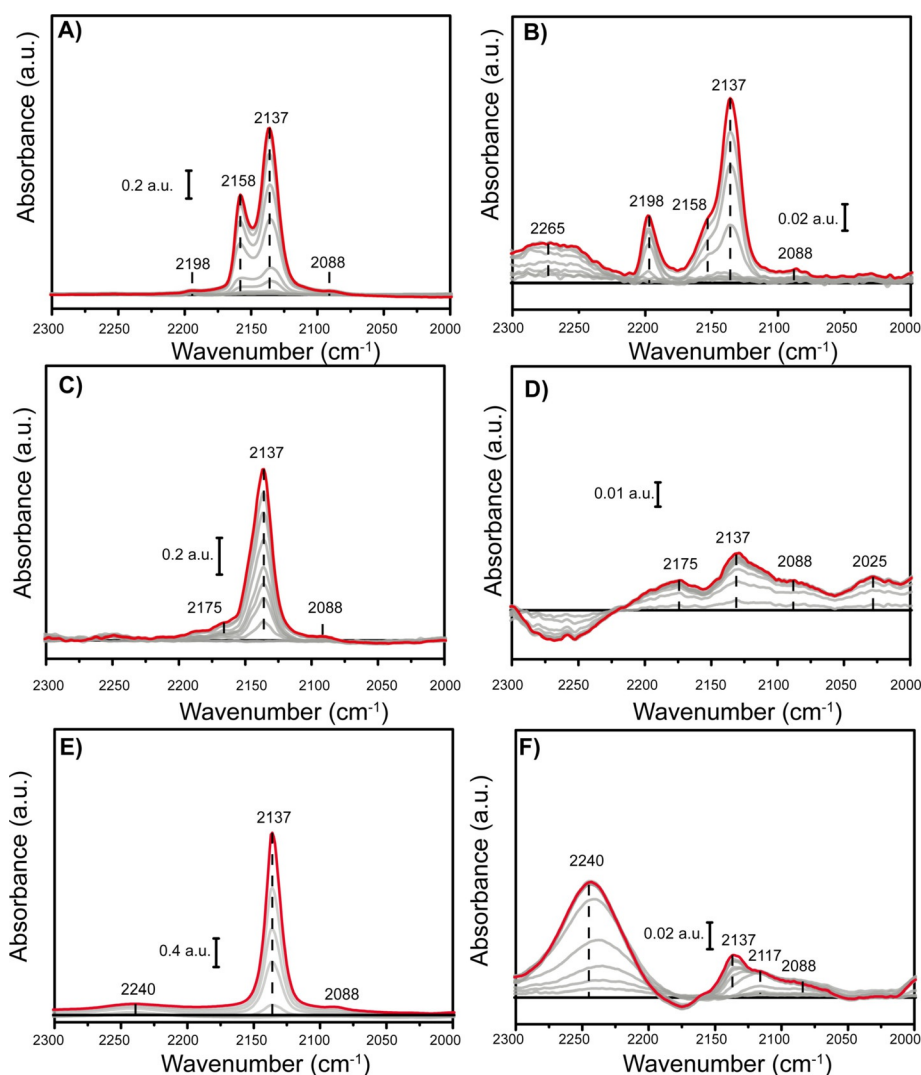 A)
Absorbance (a.u.)
0.2 a.u.
2198
2158
2137
2088
2300 2250 2200 2150 2100 2050 2000
Wavenumber (cm⁻¹)
B)
Absorbance (a.u.)
2265
2198
2158
2137
2088
0.02 a.u.
2300 2250 2200 2150 2100 2050 2000
Wavenumber (cm⁻¹)
C)
Absorbance (a.u.)
0.2 a.u.
2175
2137
2088
2300 2250 2200 2150 2100 2050 2000
Wavenumber (cm⁻¹)
D)
Absorbance (a.u.)
0.01 a.u.
2175
2137
2088
2025
2300 2250 2200 2150 2100 2050 2000
Wavenumber (cm⁻¹)
E)
Absorbance (a.u.)
0.4 a.u.
2240
2137
2088
2300 2250 2200 2150 2100 2050 2000
Wavenumber (cm⁻¹)
F)
Absorbance (a.u.)
2240
0.02 a.u.
2137
2117
2088
2300 2250 2200 2150 2100 2050 2000
Wavenumber (cm⁻¹)